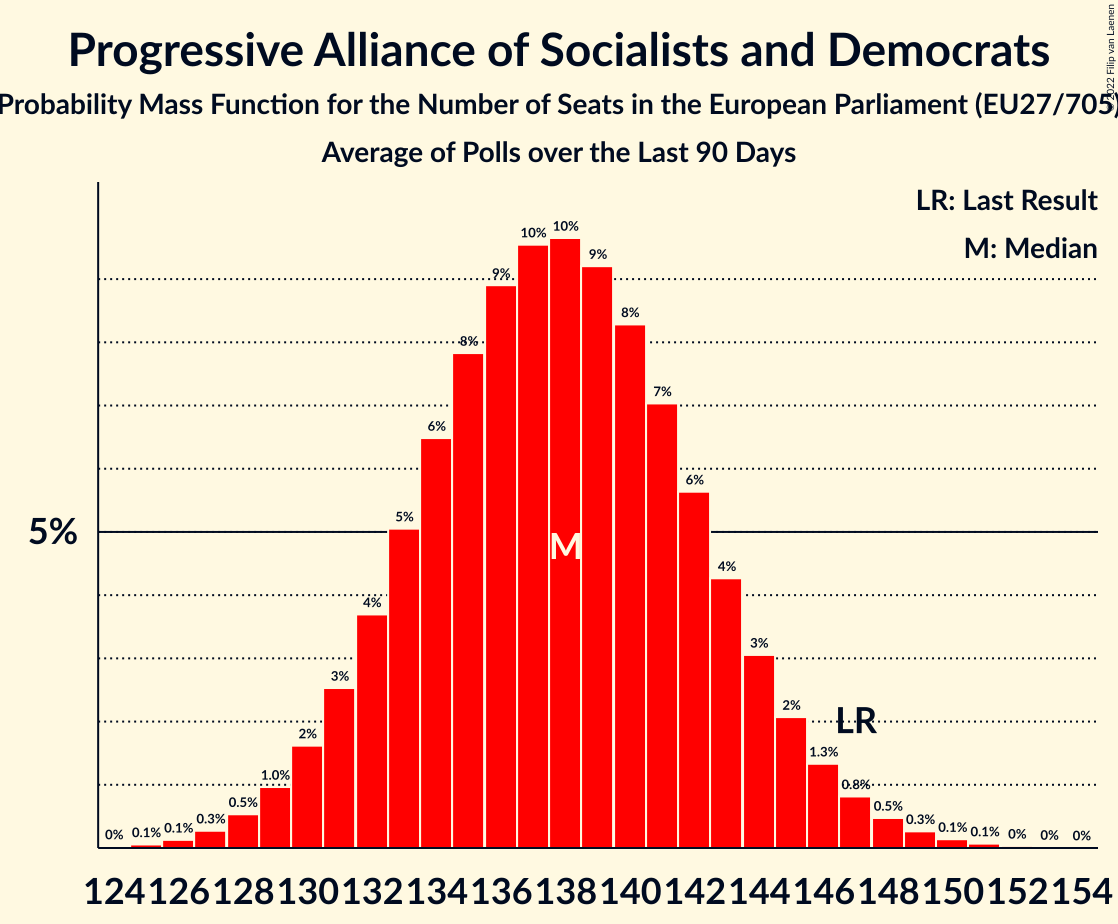 Progressive Alliance of Socialists and Democrats
Probability Mass Function for the Number of Seats in the European Parliament (EU27/705)
Average of Polls over the Last 90 Days
© 2022 Filip van Laenen
LR: Last Result
M: Median
5%
0% 0.1% 0.1% 0.3% 0.5% 1.0% 2% 3% 4% 5% 6% 8% 9% 10% 10% 9% 8% 7% 6% 4% 3% 2% 1.3% 0.8% 0.5% 0.3% 0.1% 0.1% 0% 0% 0%
M
LR
124 126 128 130 132 134 136 138 140 142 144 146 148 150 152 154